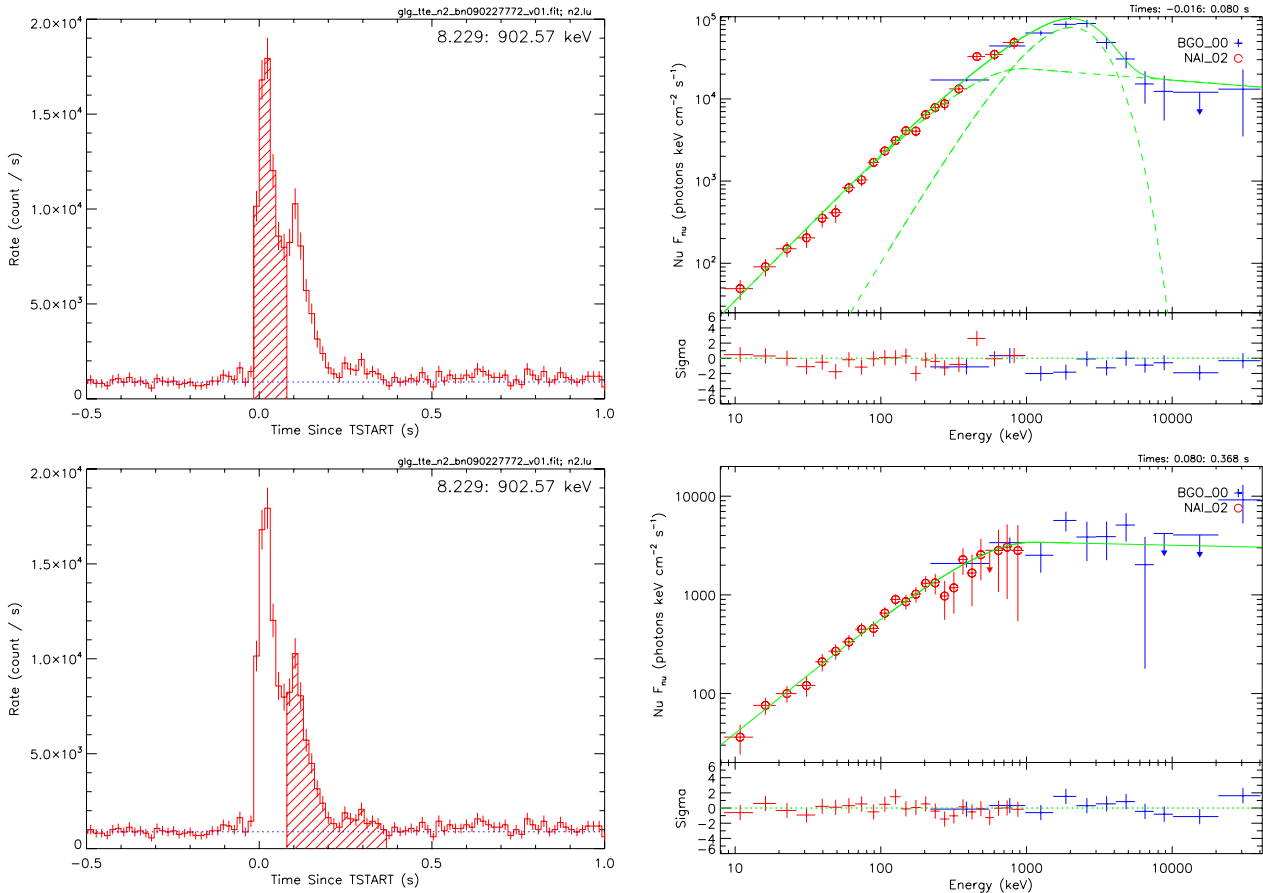 glg_tte_n2_bn090227772_v01.fit; n2.lu
8.229: 902.57 keV
Rate (count / s)
2.0×10⁴
1.5×10⁴
1.0×10⁴
5.0×10³
0
−0.5 0.0 0.5 1.0
Time Since TSTART (s)
Times: −0.016: 0.080 s
BGO_00
NAI_02
Nu Fnu (photons keV cm⁻² s⁻¹)
10⁵
10⁴
10³
10²
Sigma
6
4
2
0
−2
−4
−6
10 100 1000 10000
Energy (keV)
glg_tte_n2_bn090227772_v01.fit; n2.lu
8.229: 902.57 keV
Rate (count / s)
2.0×10⁴
1.5×10⁴
1.0×10⁴
5.0×10³
0
−0.5 0.0 0.5 1.0
Time Since TSTART (s)
Times: 0.080: 0.368 s
BGO_00
NAI_02
Nu Fnu (photons keV cm⁻² s⁻¹)
10000
1000
100
Sigma
6
4
2
0
−2
−4
−6
10 100 1000 10000
Energy (keV)